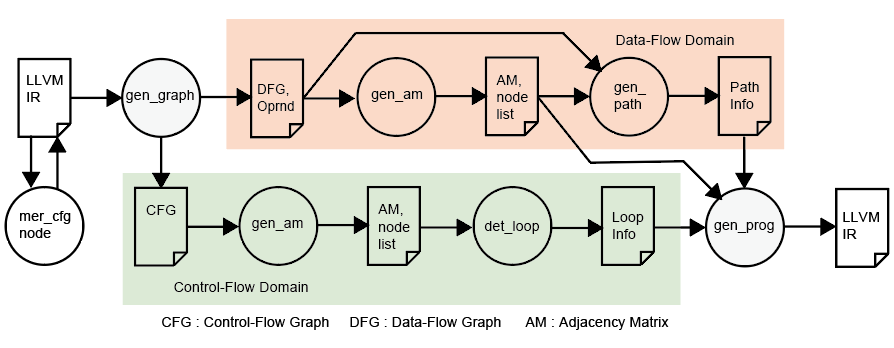 Data-Flow Domain
LLVM
IR
gen_graph
DFG,
Oprnd
gen_am
AM,
node
list
gen_
path
Path
Info
mer_cfg
node
CFG
gen_am
AM,
node
list
det_loop
Loop
Info
gen_prog
LLVM
IR
Control-Flow Domain
CFG : Control-Flow Graph DFG : Data-Flow Graph AM : Adjacency Matrix